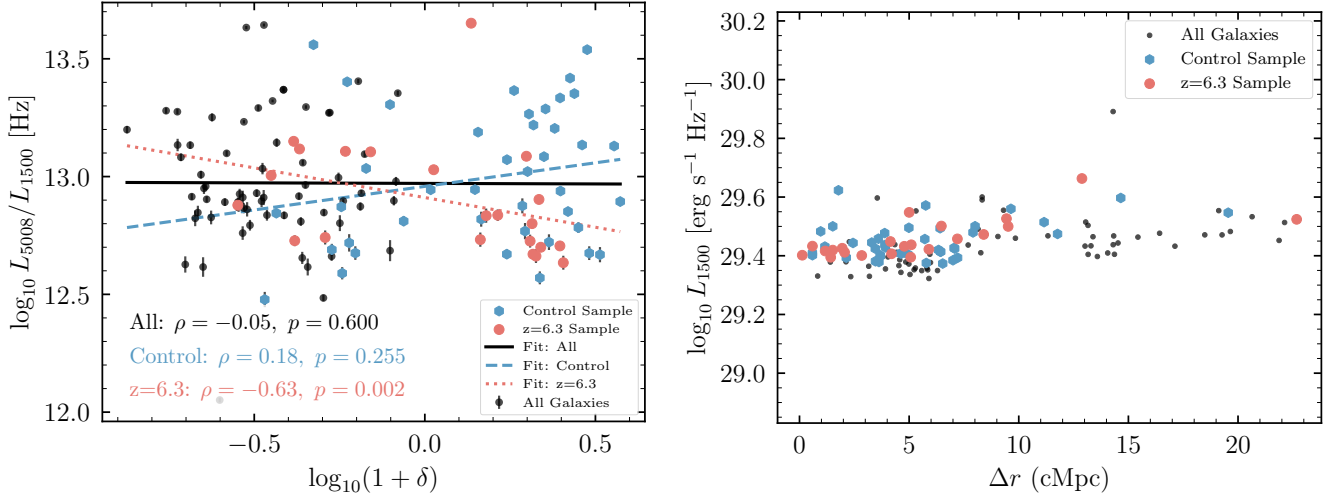 log₁₀ L₅₀₀₈/L₁₅₀₀ [Hz]
13.5
13.0
12.5
12.0
All: ρ = −0.05, p = 0.600
Control: ρ = 0.18, p = 0.255
z=6.3: ρ = −0.63, p = 0.002
Control Sample
z=6.3 Sample
Fit: All
Fit: Control
Fit: z=6.3
All Galaxies
−0.5 0.0 0.5
log₁₀(1 + δ)
log₁₀ L₁₅₀₀ [erg s⁻¹ Hz⁻¹]
30.2
30.0
29.8
29.6
29.4
29.2
29.0
All Galaxies
Control Sample
z=6.3 Sample
0 5 10 15 20
Δr (cMpc)